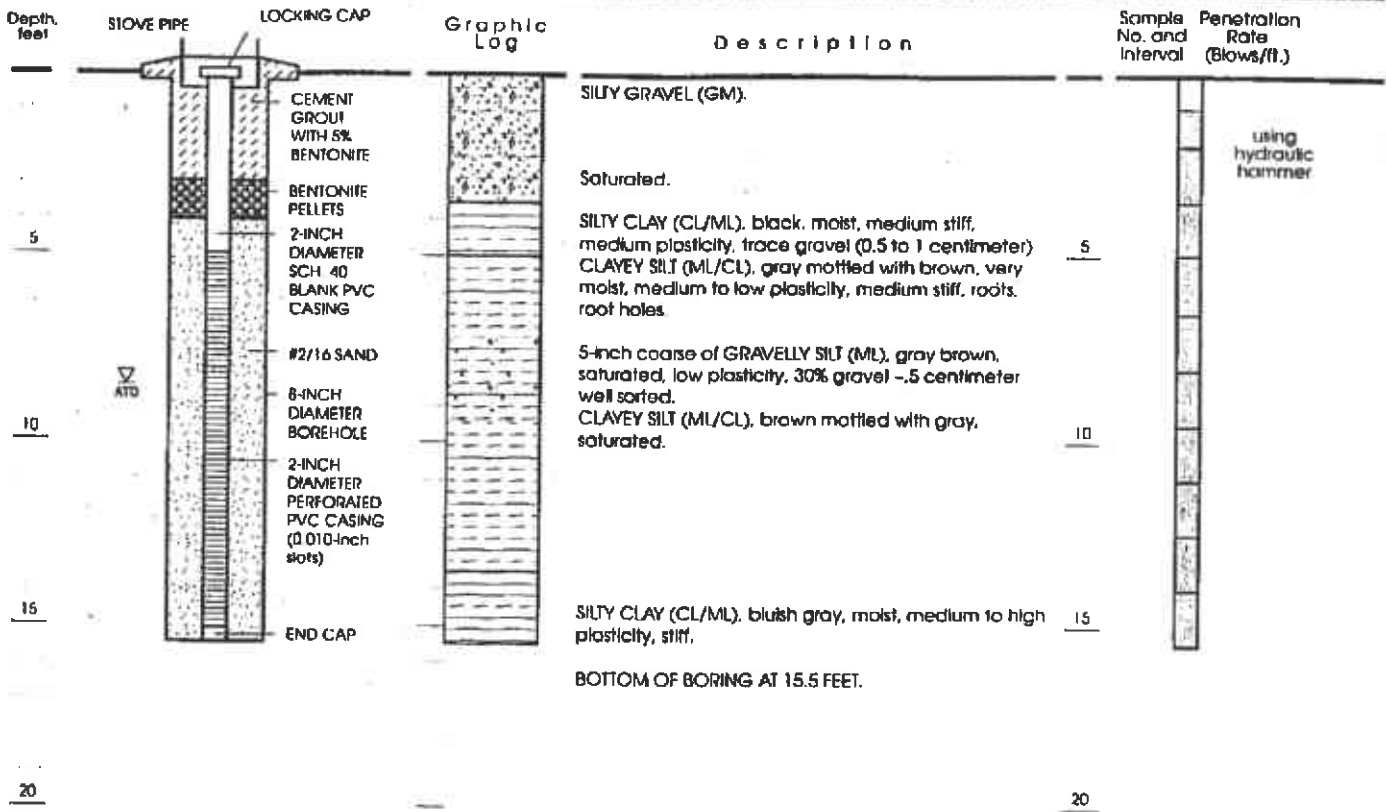 Depth, feet
STOVE PIPE
LOCKING CAP
Graphic Log
Description
Sample No. and Interval
Penetration Rate (Blows/ft.)
CEMENT
GROUT
WITH 5%
BENTONITE
BENTONITE
PELLETS
2-INCH
DIAMETER
SCH 40
BLANK PVC
CASING
#2/16 SAND
8-INCH
DIAMETER
BOREHOLE
2-INCH
DIAMETER
PERFORATED
PVC CASING
(0.010-inch
slots)
END CAP
5
ATD
10
15
20
SILTY GRAVEL (GM).
Saturated.
SILTY CLAY (CL/ML), black, moist, medium stiff,
medium plasticity, trace gravel (0.5 to 1 centimeter)
CLAYEY SILT (ML/CL), gray mottled with brown, very
moist, medium to low plasticity, medium stiff, roots,
root holes
5-inch coarse of GRAVELLY SILT (ML), gray brown,
saturated, low plasticity, 30% gravel ~.5 centimeter
well sorted.
CLAYEY SILT (ML/CL), brown mottled with gray,
saturated.
SILTY CLAY (CL/ML), bluish gray, moist, medium to high
plasticity, stiff.
BOTTOM OF BORING AT 15.5 FEET.
5
10
15
20
using
hydraulic
hammer